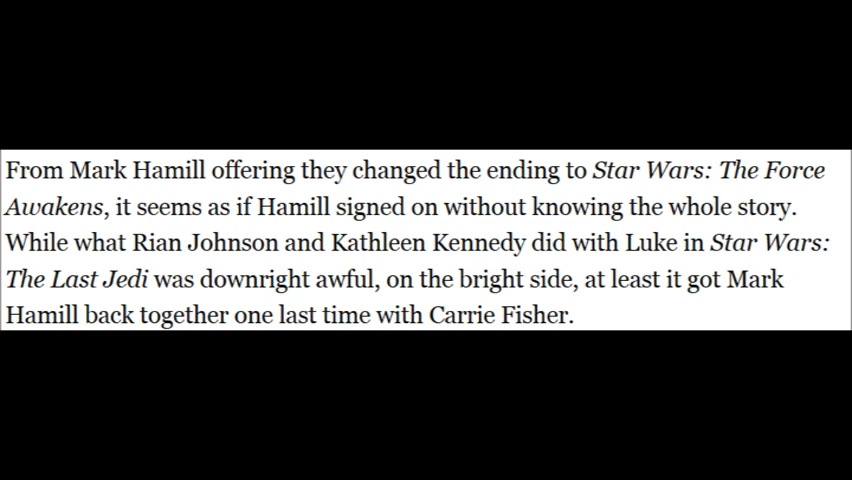 From Mark Hamill offering they changed the ending to Star Wars: The Force
Awakens, it seems as if Hamill signed on without knowing the whole story.
While what Rian Johnson and Kathleen Kennedy did with Luke in Star Wars:
The Last Jedi was downright awful, on the bright side, at least it got Mark
Hamill back together one last time with Carrie Fisher.